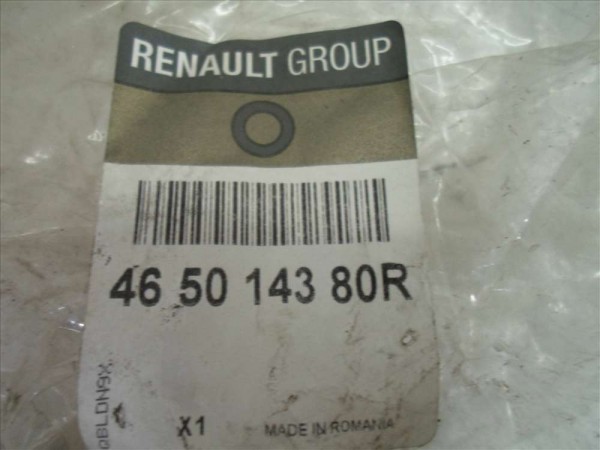 RENAULT GROUP
46 50 143 80R
X1
MADE IN ROMANIA